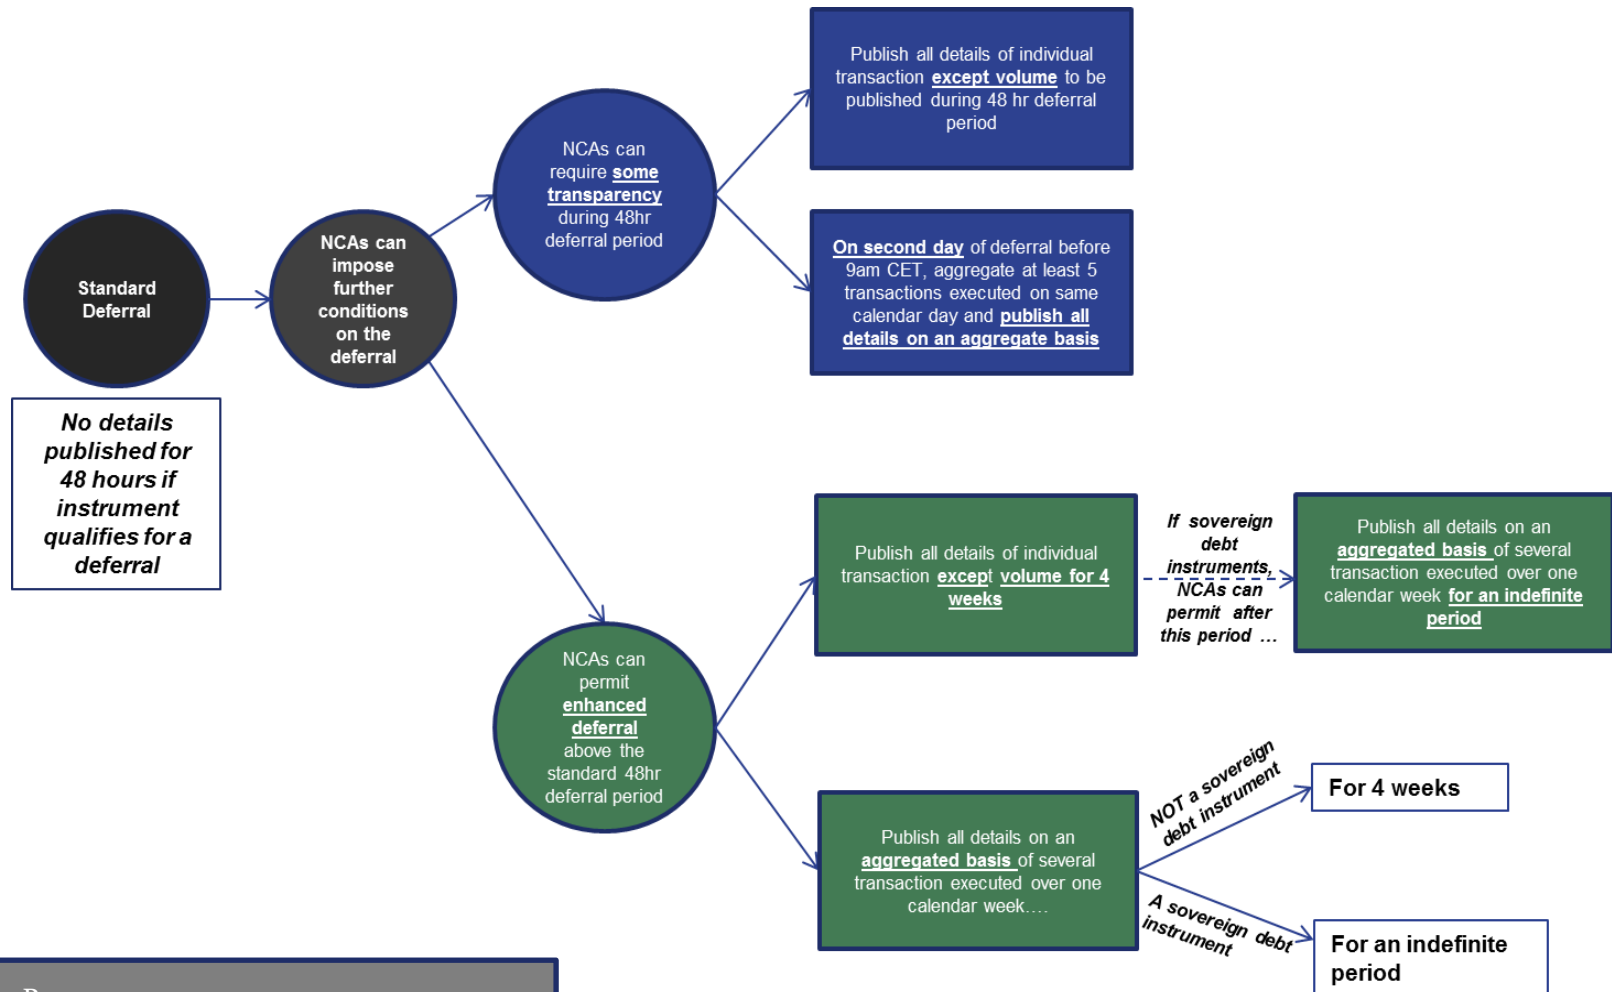 Publish all details of individual
transaction except volume to be
published during 48 hr deferral
period
NCAs can
require some
transparency
during 48hr
deferral period
On second day of deferral before
9am CET, aggregate at least 5
transactions executed on same
calendar day and publish all
details on an aggregate basis
Standard
Deferral
NCAs can
impose
further
conditions
on the
deferral
No details
published for
48 hours if
instrument
qualifies for a
deferral
Publish all details of individual
transaction except volume for 4
weeks
If sovereign
debt
instruments,
NCAs can
permit after
this period ...
Publish all details on an
aggregated basis of several
transaction executed over one
calendar week for an indefinite
period
NCAs can
permit
enhanced
deferral
above the
standard 48hr
deferral period
Publish all details on an
aggregated basis of several
transaction executed over one
calendar week....
NOT a sovereign
debt instrument
For 4 weeks
A sovereign debt
instrument
For an indefinite
period